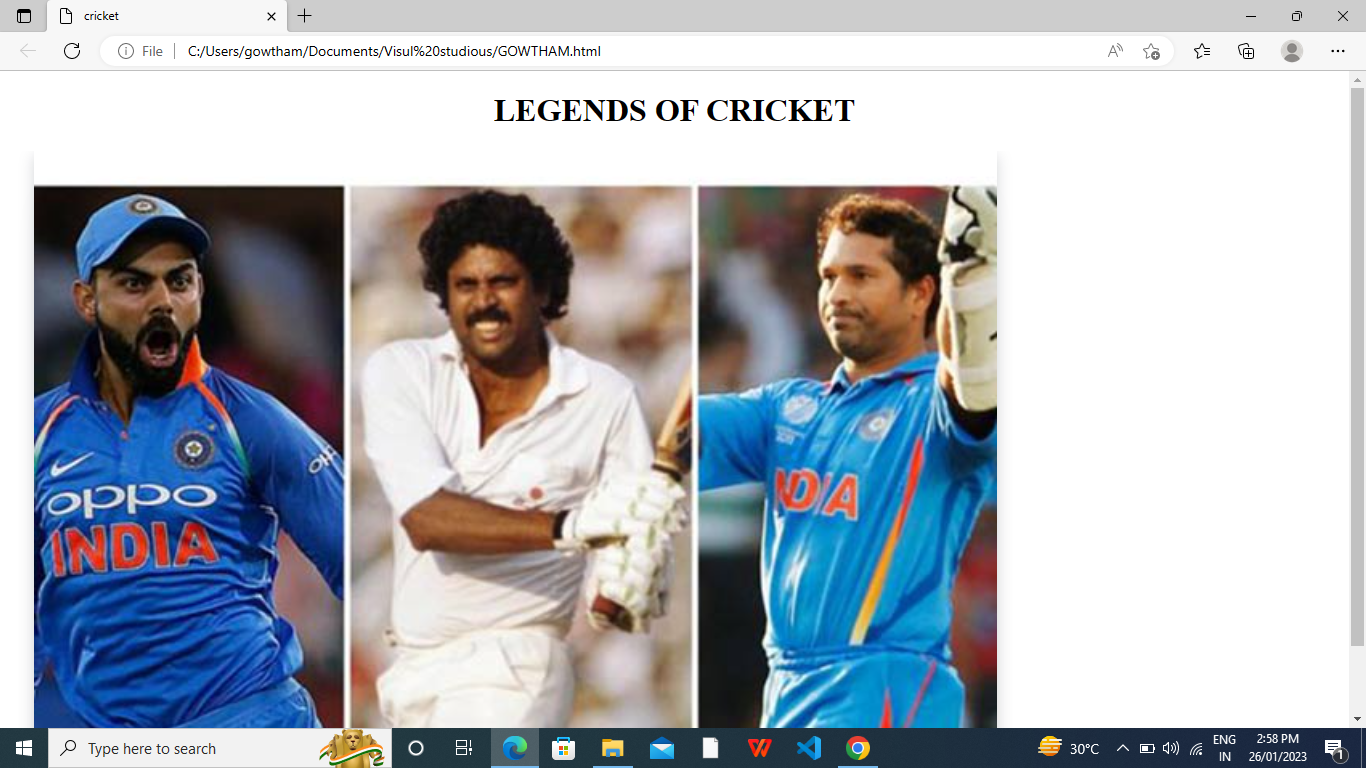 cricket
File
C:/Users/gowtham/Documents/Visul%20studious/GOWTHAM.html
LEGENDS OF CRICKET
oppo
INDIA
INDIA
Type here to search
30°C
ENG
IN
2:58 PM
26/01/2023
1